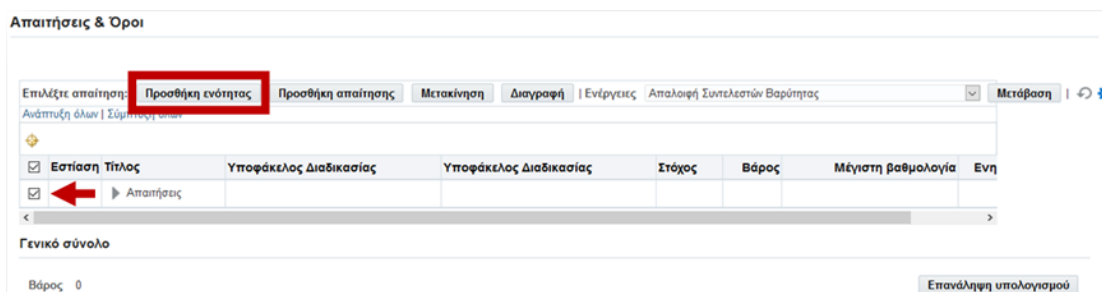 Απαιτήσεις & Όροι
Επιλέξτε απαίτηση: Προσθήκη ενότητας Προσθήκη απαίτησης Μετακίνηση Διαγραφή | Ενέργειες Απαλοιφή Συντελεστών Βαρύτητας Μετάβαση |
Ανάπτυξη όλων | Σύμπτυξη όλων
Εστίαση Τίτλος Υποφάκελος Διαδικασίας Υποφάκελος Διαδικασίας Στόχος Βάρος Μέγιστη βαθμολογία Ενη
Απαιτήσεις
Γενικό σύνολο
Βάρος 0 Επανάληψη υπολογισμού